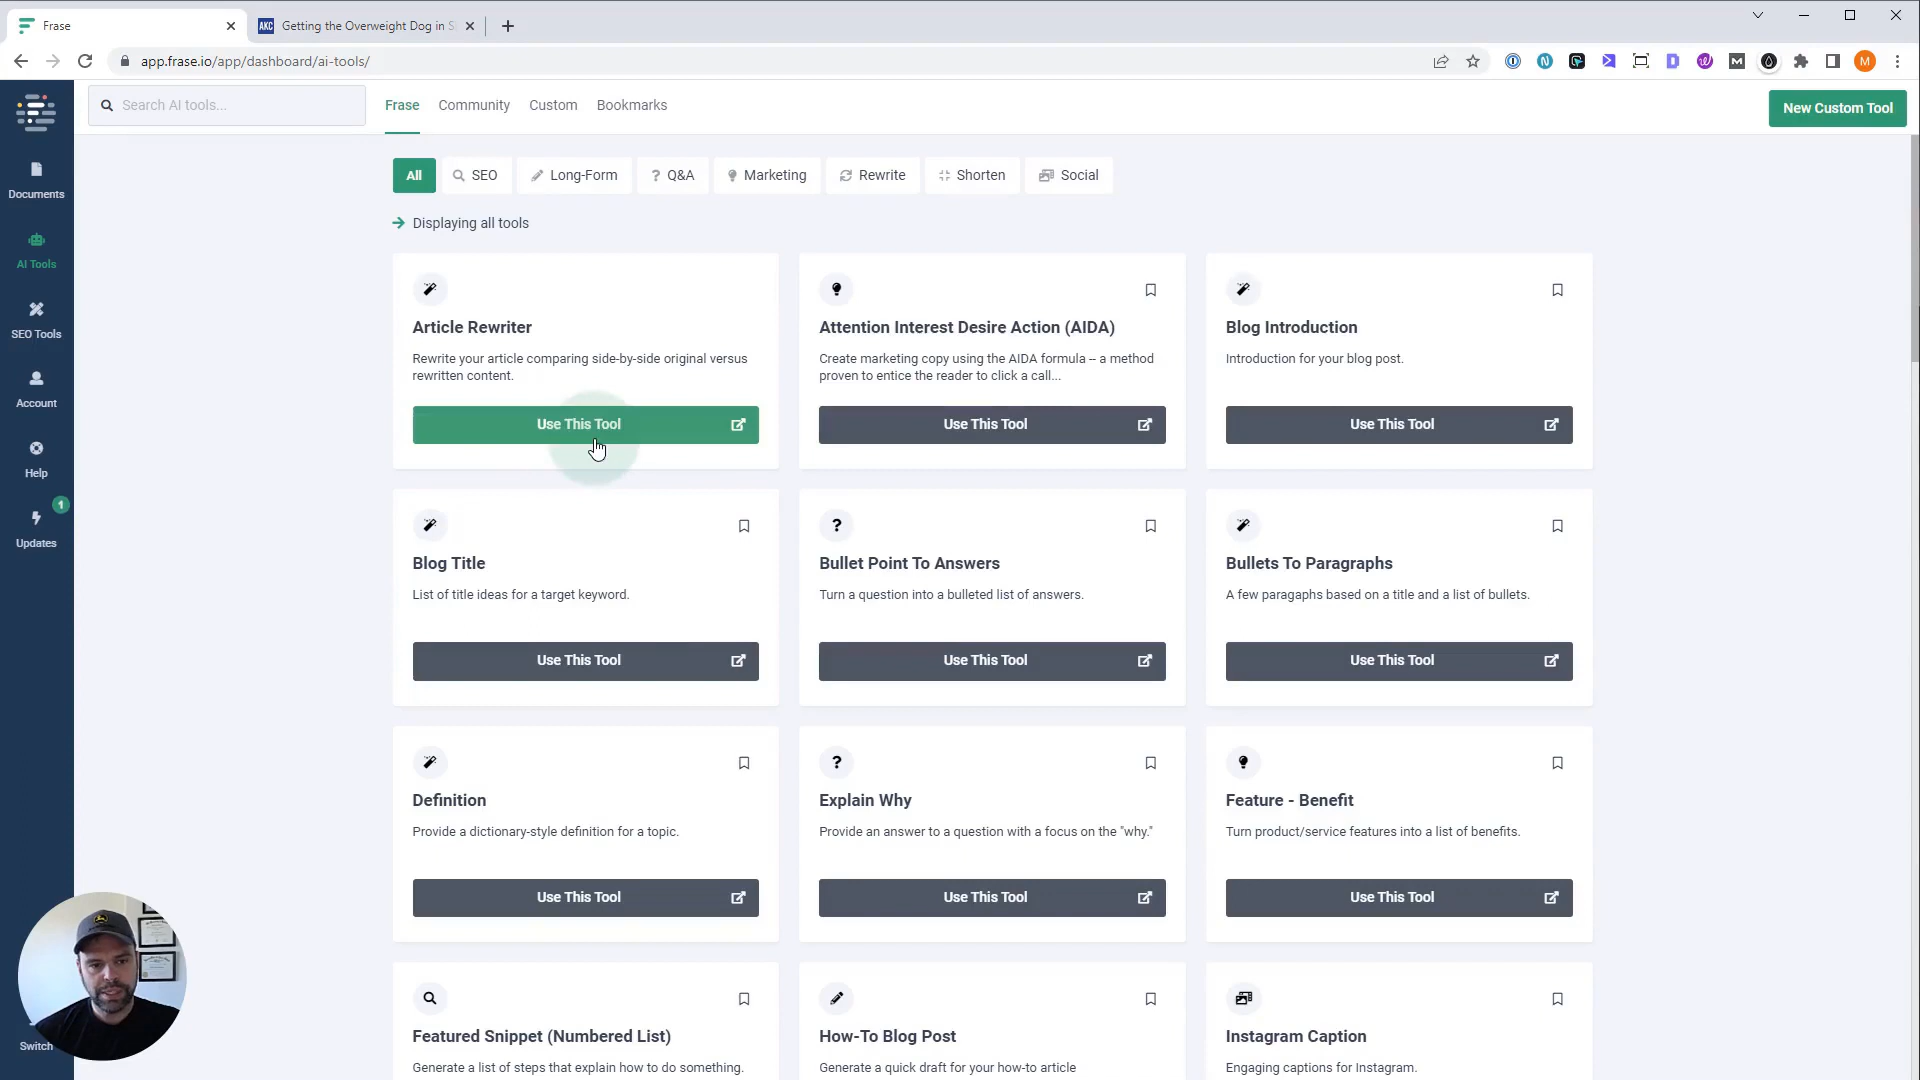 Frase
AKC Getting the Overweight Dog in S
app.frase.io/app/dashboard/ai-tools/
M
Search AI tools...
Frase
Community
Custom
Bookmarks
New Custom Tool
Documents
AI Tools
SEO Tools
Account
Help
1
Updates
Switch
All
SEO
Long-Form
? Q&A
Marketing
Rewrite
Shorten
Social
Displaying all tools
Article Rewriter
Rewrite your article comparing side-by-side original versus
rewritten content.
Use This Tool
Attention Interest Desire Action (AIDA)
Create marketing copy using the AIDA formula -- a method
proven to entice the reader to click a call...
Use This Tool
Blog Introduction
Introduction for your blog post.
Use This Tool
Blog Title
List of title ideas for a target keyword.
Use This Tool
?
Bullet Point To Answers
Turn a question into a bulleted list of answers.
Use This Tool
Bullets To Paragraphs
A few paragaphs based on a title and a list of bullets.
Use This Tool
Definition
Provide a dictionary-style definition for a topic.
Use This Tool
?
Explain Why
Provide an answer to a question with a focus on the "why."
Use This Tool
Feature - Benefit
Turn product/service features into a list of benefits.
Use This Tool
Featured Snippet (Numbered List)
Generate a list of steps that explain how to do something.
How-To Blog Post
Generate a quick draft for your how-to article
Instagram Caption
Engaging captions for Instagram.